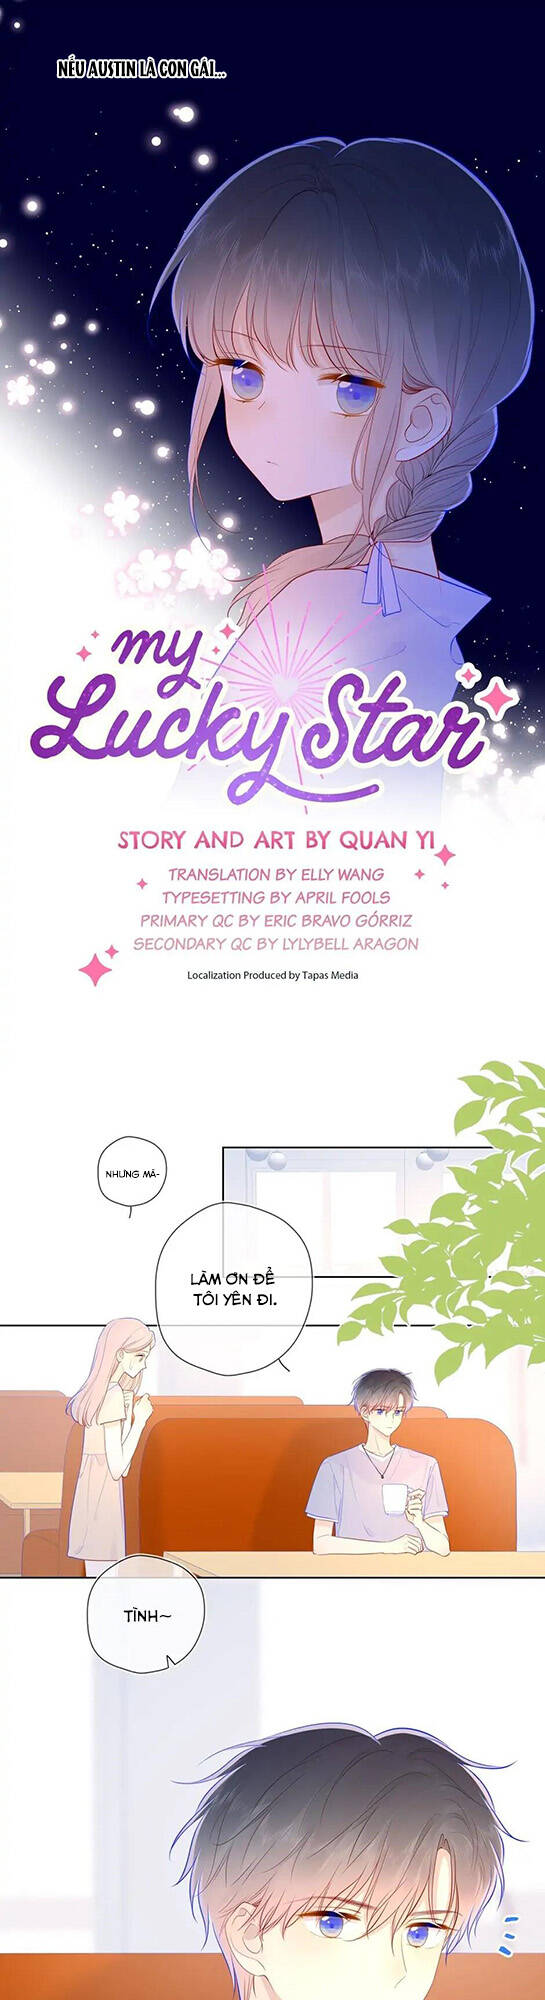 NẾU AUSTIN LÀ CON GÁI...
my
Lucky Star
STORY AND ART BY QUAN YI
TRANSLATION BY ELLY WANG
TYPESETTING BY APRIL FOOLS
PRIMARY QC BY ERIC BRAVO GÓRRIZ
SECONDARY QC BY LYLYBELL ARAGON
Localization Produced by Tapas Media
NHƯNG MÀ-
LÀM ƠN ĐỂ
TÔI YÊN ĐI.
TÌNH~